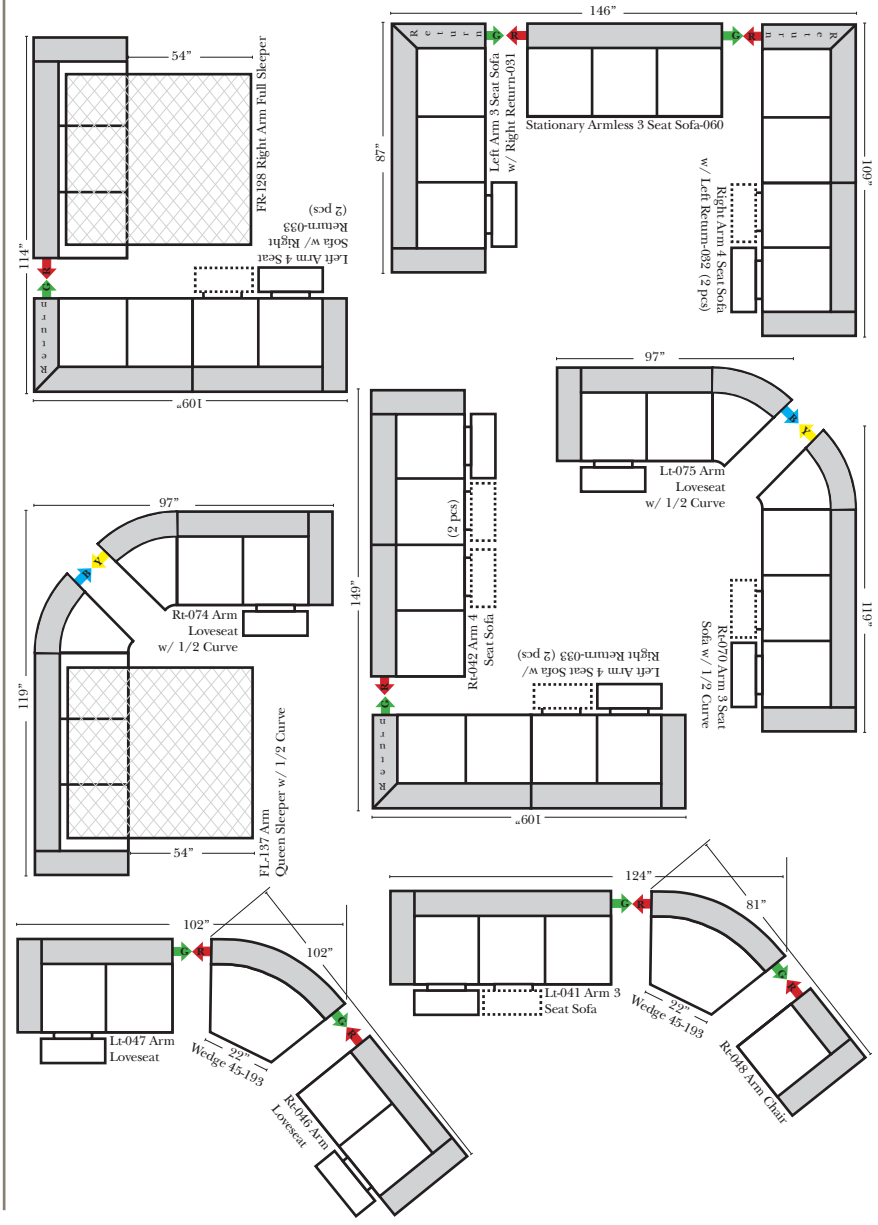 54”
FR-128 Right Arm Full Sleeper
114”
R
G
Return
Left Arm 4 Seat
Sofa w/ Right
Return-033
(2 pcs)
109”
146”
Return
G
R
Left Arm 3 Seat Sofa
w/ Right Return-031
87”
Stationary Armless 3 Seat Sofa-060
G
R
Return
109”
Right Arm 4 Seat Sofa
w/ Left Return-032 (2 pcs)
97”
B
Y
Rt-074 Arm
Loveseat
w/ 1/2 Curve
119”
54”
FL-137 Arm
Queen Sleeper w/ 1/2 Curve
149”
(2 pcs)
Rt-042 Arm 4
Seat Sofa
R
G
Return
Left Arm 4 Seat Sofa w/
Right Return-033 (2 pcs)
109”
97”
B
Y
Lt-075 Arm
Loveseat
w/ 1/2 Curve
119”
Rt-070 Arm 3 Seat
Sofa w/ 1/2 Curve
102”
G
R
102”
Lt-047 Arm
Loveseat
22”
Wedge 45-193
G
R
Rt-046 Arm
Loveseat
124”
G
R
81”
Lt-041 Arm 3
Seat Sofa
22”
Wedge 45-193
G
R
Rt-048 Arm Chair